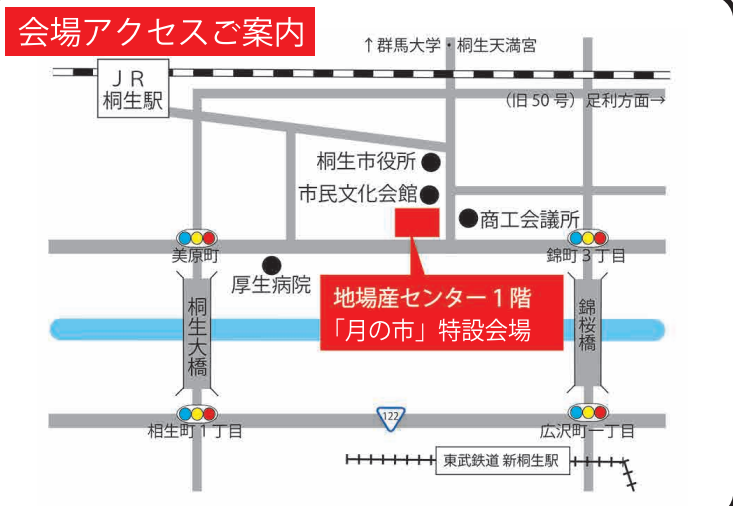 会場アクセスご案内
↑群馬大学・桐生天満宮
ＪＲ
桐生駅
（旧50号）足利方面→
桐生市役所
市民文化会館
商工会議所
美原町
錦町３丁目
厚生病院
地場産センター１階
「月の市」特設会場
桐生大橋
錦桜橋
122
相生町１丁目
広沢町一丁目
東武鉄道 新桐生駅